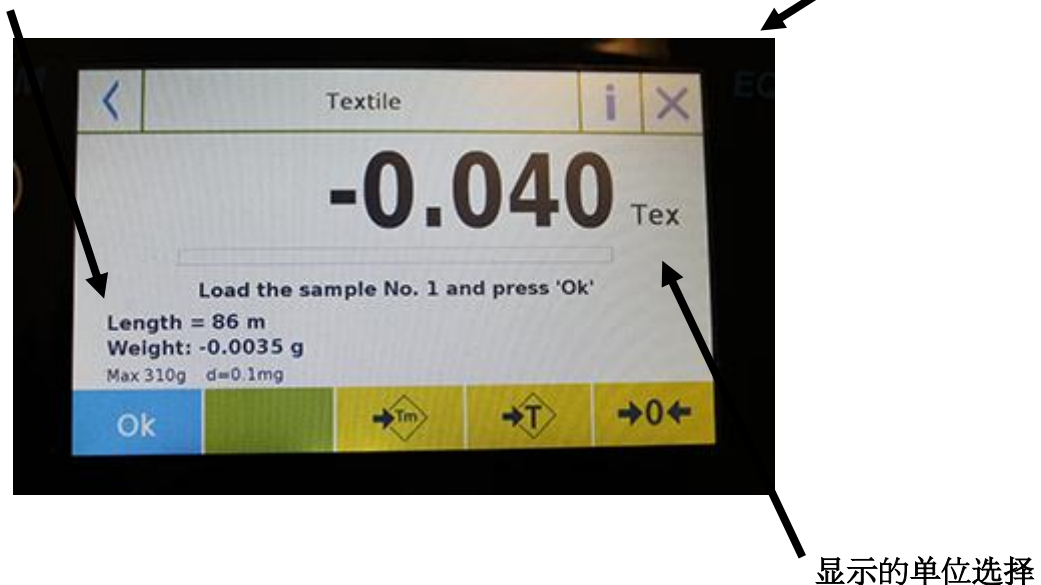 Textile i
-0.040 Tex
Load the sample No. 1 and press 'Ok'
Length = 86 m
Weight: -0.0035 g
Max 310g d=0.1mg
Ok Tm T 0
显示的单位选择